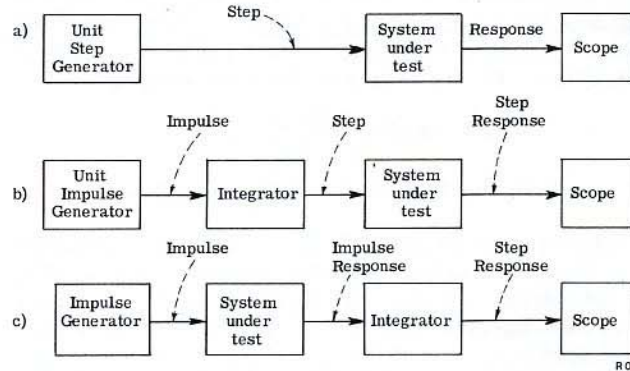 a)
Unit
Step
Generator
Step
System
under
test
Response
Scope
b)
Unit
Impulse
Generator
Impulse
Integrator
Step
System
under
test
Step
Response
Scope
c)
Impulse
Generator
Impulse
System
under
test
Impulse
Response
Integrator
Step
Response
Scope